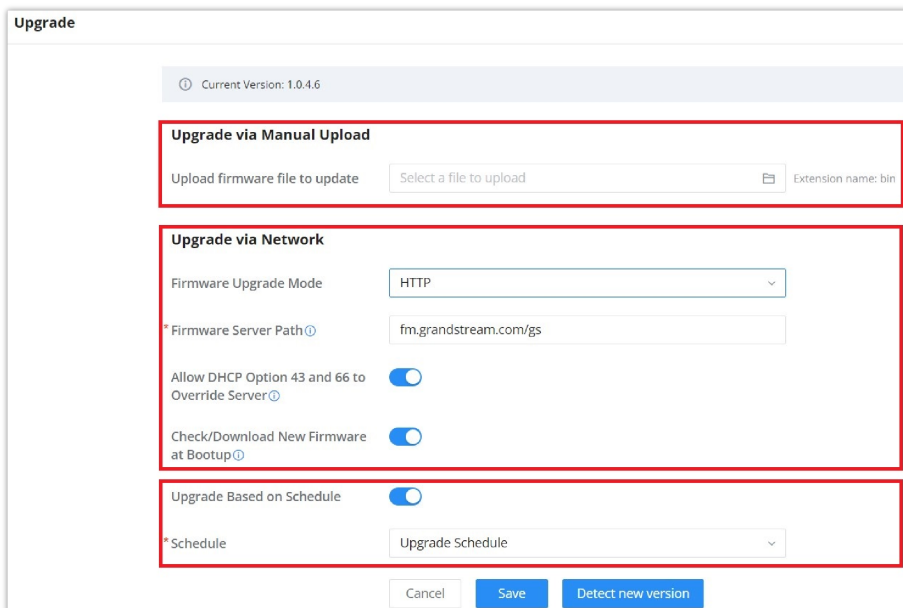 Upgrade
Current Version: 1.0.4.6
Upgrade via Manual Upload
Upload firmware file to update
Select a file to upload
Extension name: bin
Upgrade via Network
Firmware Upgrade Mode
HTTP
* Firmware Server Path
fm.grandstream.com/gs
Allow DHCP Option 43 and 66 to
Override Server
Check/Download New Firmware
at Bootup
Upgrade Based on Schedule
* Schedule
Upgrade Schedule
Cancel
Save
Detect new version